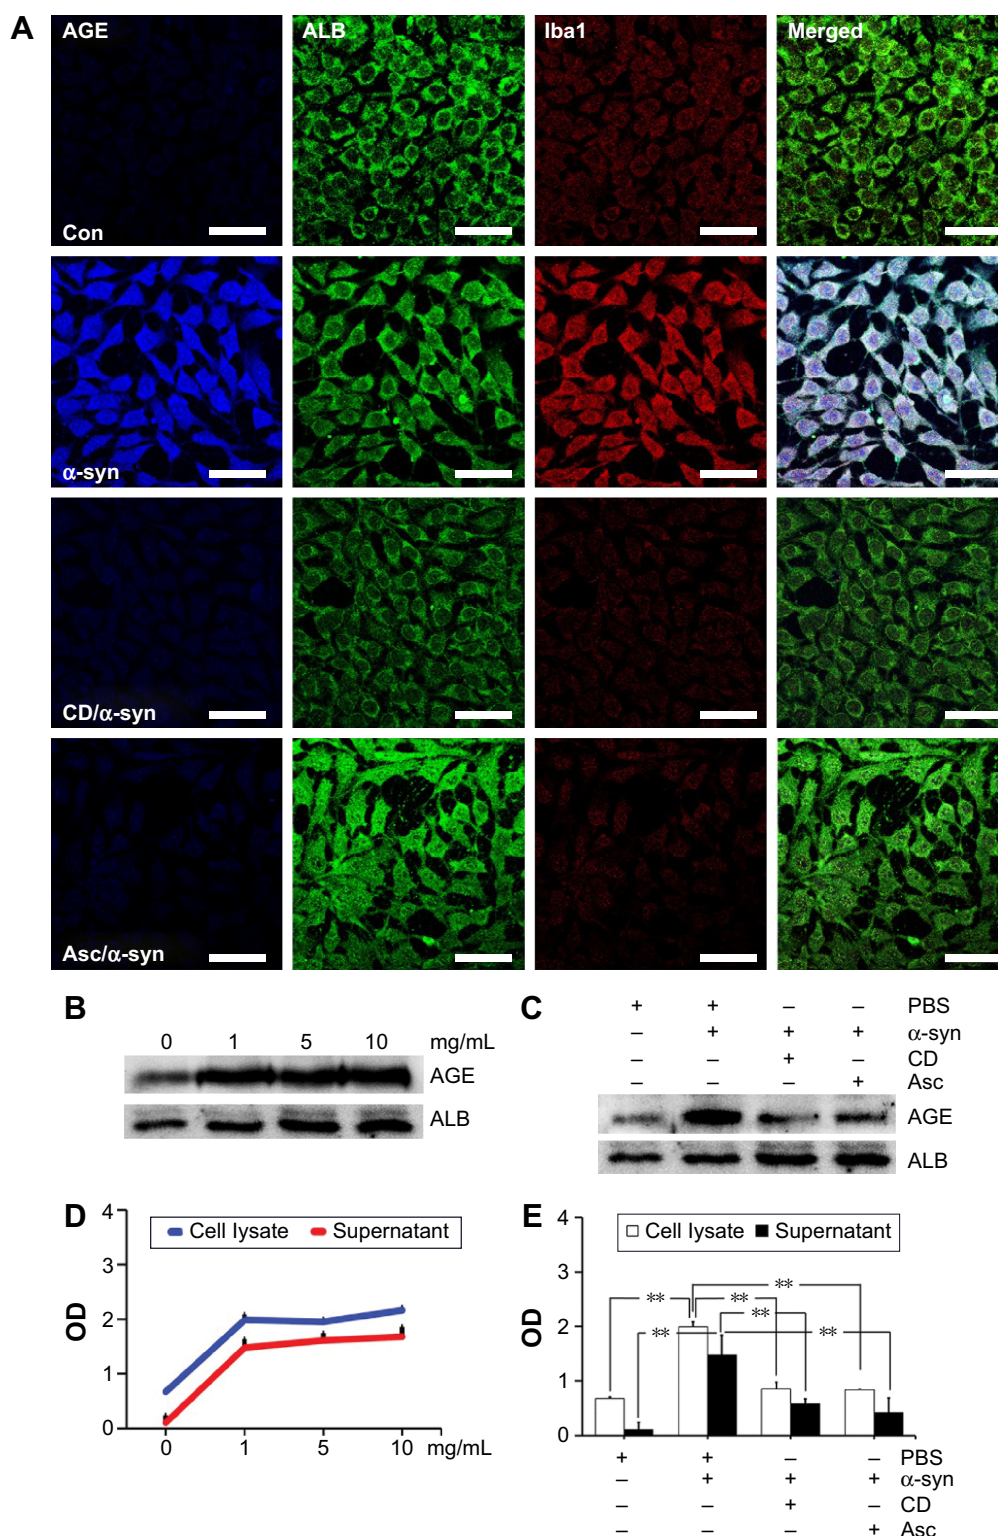 A
AGE ALB Iba1 Merged
Con
α-syn
CD/α-syn
Asc/α-syn
B
0 1 5 10 mg/mL
AGE
ALB
C
+ + – – PBS
– + + + α-syn
– – + – CD
– – – + Asc
AGE
ALB
D
Cell lysate Supernatant
OD
4
3
2
1
0
0 1 5 10 mg/mL
E
Cell lysate Supernatant
OD
4
3
2
1
0
**
** **
**
** **
+ + – – PBS
– + + + α-syn
– – + – CD
– – – + Asc